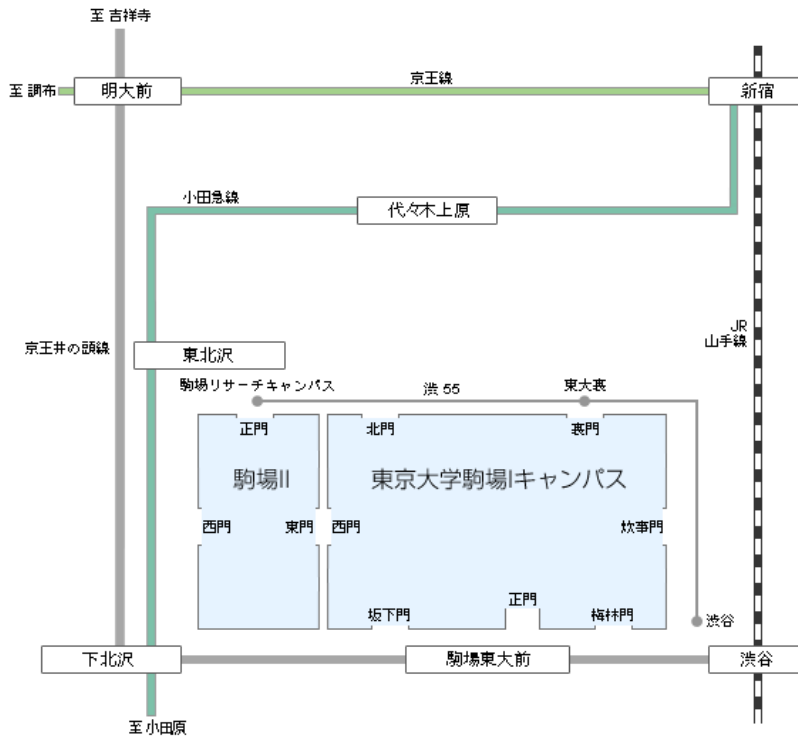 至 吉祥寺
京王線
至 調布
明大前
新宿
小田急線
代々木上原
JR
山手線
京王井の頭線
東北沢
駒場リサーチキャンパス
渋 55
東大裏
正門
北門
裏門
駒場II
東京大学駒場Iキャンパス
西門
東門
西門
炊事門
坂下門
正門
梅林門
渋谷
下北沢
駒場東大前
渋谷
至 小田原